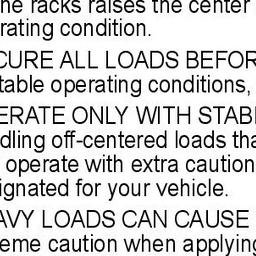 he racks raises the center
rating condition.
CURE ALL LOADS BEFOR
table operating conditions,
ERATE ONLY WITH STABI
dling off-centered loads tha
operate with extra caution
ignated for your vehicle.
AVY LOADS CAN CAUSE
eme caution when applying